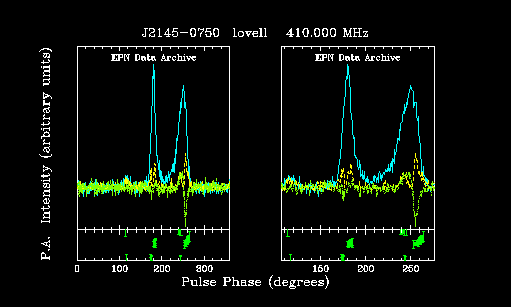 J2145-0750 lovell 410.000 MHz
EPN Data Archive EPN Data Archive
P.A. Intensity (arbitrary units)
0 100 200 300 150 200 250
Pulse Phase (degrees)